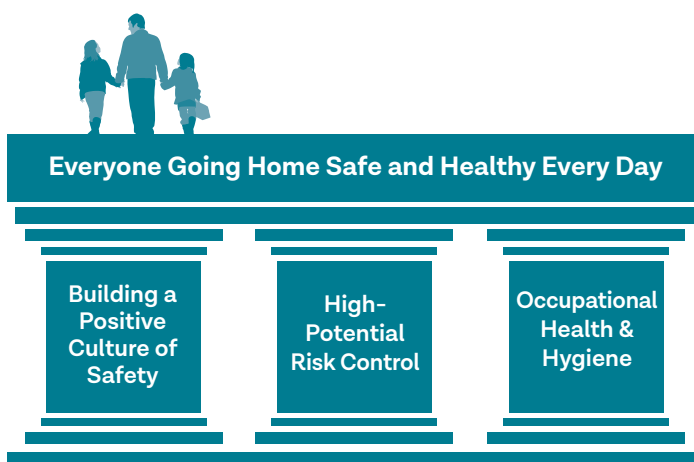 Everyone Going Home Safe and Healthy Every Day
Building a
Positive
Culture of
Safety
High-
Potential
Risk Control
Occupational
Health &
Hygiene